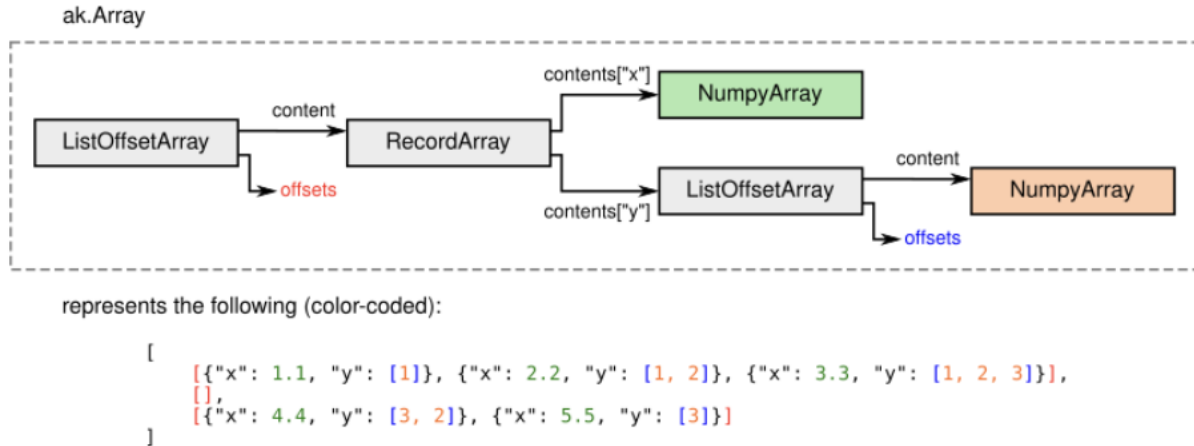 ak.Array
contents["x"]
NumpyArray
content
ListOffsetArray
RecordArray
offsets
contents["y"]
ListOffsetArray
content
NumpyArray
offsets
represents the following (color-coded):
[
[{"x": 1.1, "y": [1]}, {"x": 2.2, "y": [1, 2]}, {"x": 3.3, "y": [1, 2, 3]}],
[],
[{"x": 4.4, "y": [3, 2]}, {"x": 5.5, "y": [3]}]
]